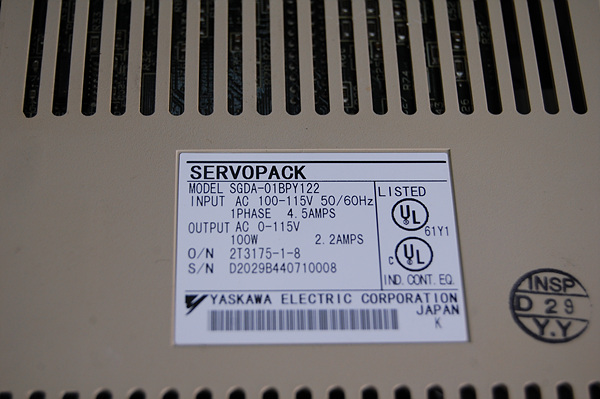 SERVOPACK
MODEL SGDA-01BPY122
INPUT AC 100-115V 50/60Hz
1PHASE 4.5AMPS
OUTPUT AC 0-115V
100W 2.2AMPS
O/N 2T3175-1-8
S/N D2029B440710008
LISTED
UL
61Y1
c UL
IND. CONT. EQ.
YASKAWA ELECTRIC CORPORATION
JAPAN
K
INSP
D 29
Y.Y